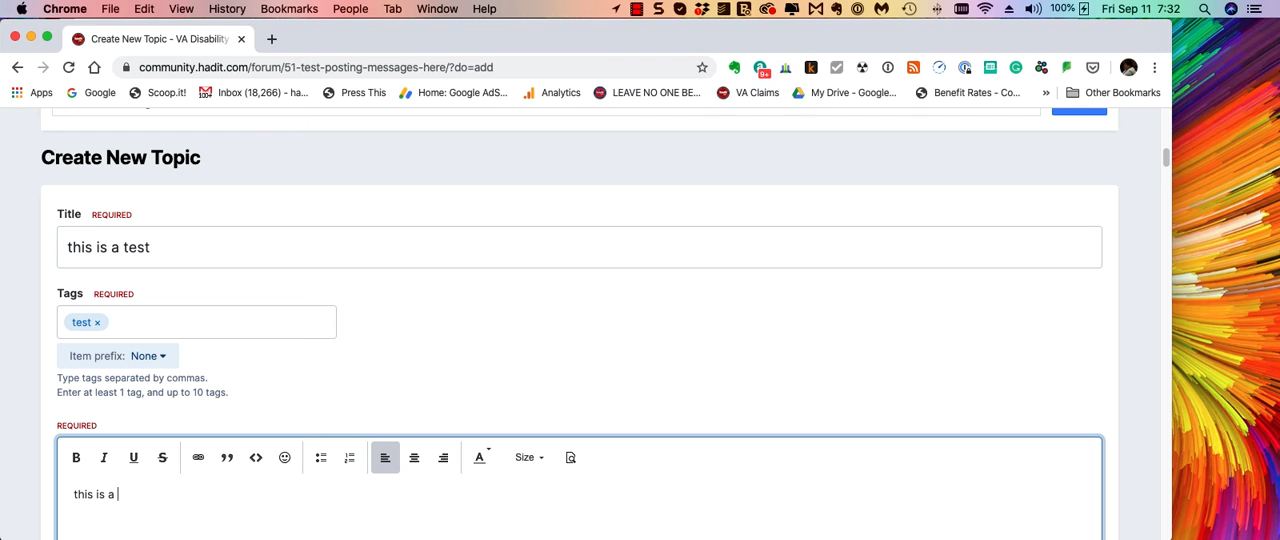 Chrome File Edit View History Bookmarks People Tab Window Help 100% Fri Sep 11 7:32
Create New Topic - VA Disability
community.hadit.com/forum/51-test-posting-messages-here/?do=add 9+
Apps Google Scoop.it! Inbox (18,266) - ha... Press This Home: Google AdS... Analytics LEAVE NO ONE BE... VA Claims My Drive - Google... Benefit Rates - Co... » Other Bookmarks
Create New Topic
Title REQUIRED
this is a test
Tags REQUIRED
test ×
Item prefix: None
Type tags separated by commas.
Enter at least 1 tag, and up to 10 tags.
REQUIRED
B I U S A Size
this is a